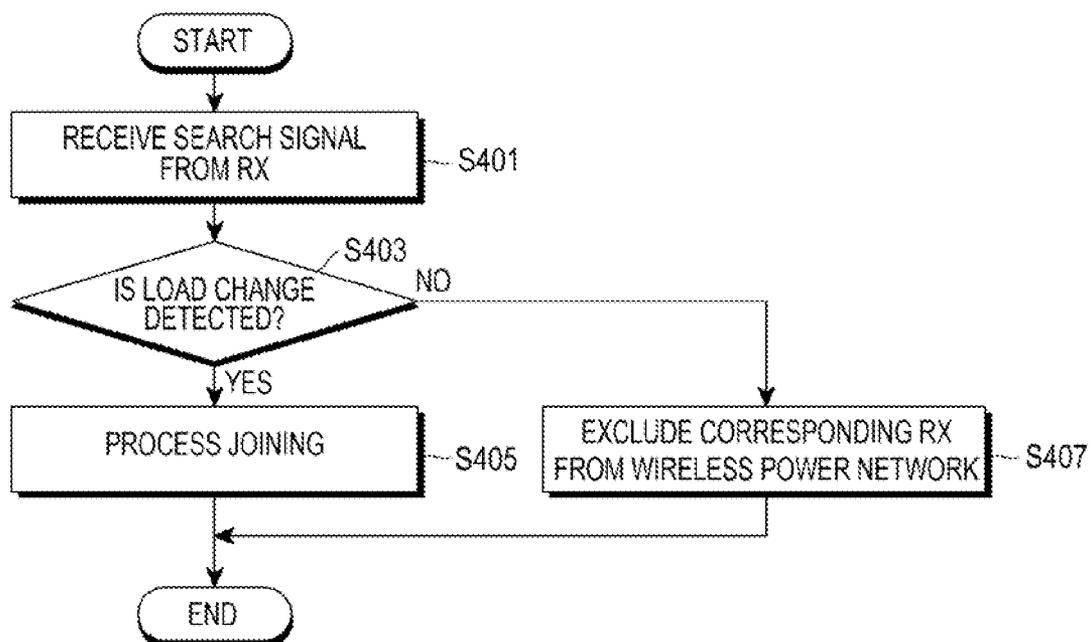 START
RECEIVE SEARCH SIGNAL
FROM RX
S401
S403
IS LOAD CHANGE
DETECTED?
NO
YES
PROCESS JOINING
S405
EXCLUDE CORRESPONDING RX
FROM WIRELESS POWER NETWORK
S407
END